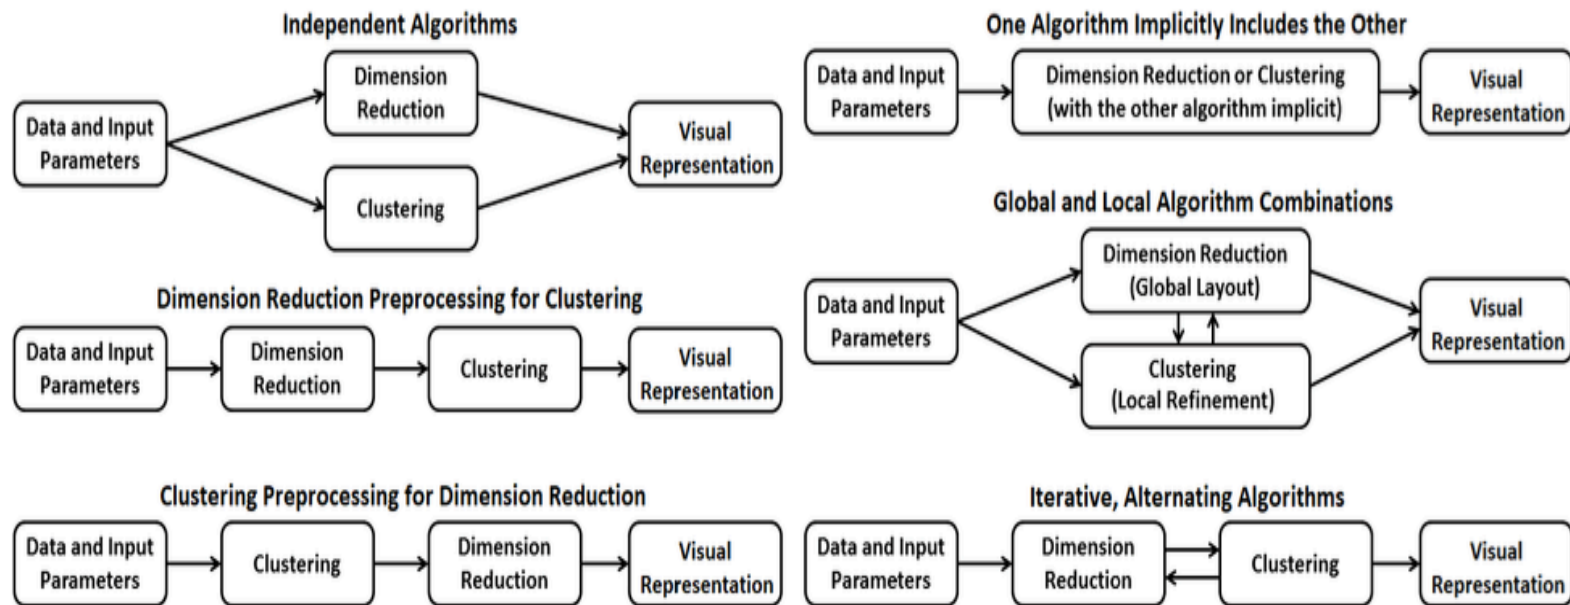 Independent Algorithms
Data and Input
Parameters
Dimension
Reduction
Clustering
Visual
Representation
Dimension Reduction Preprocessing for Clustering
Data and Input
Parameters
Dimension
Reduction
Clustering
Visual
Representation
Clustering Preprocessing for Dimension Reduction
Data and Input
Parameters
Clustering
Dimension
Reduction
Visual
Representation
One Algorithm Implicitly Includes the Other
Data and Input
Parameters
Dimension Reduction or Clustering
(with the other algorithm implicit)
Visual
Representation
Global and Local Algorithm Combinations
Data and Input
Parameters
Dimension Reduction
(Global Layout)
Clustering
(Local Refinement)
Visual
Representation
Iterative, Alternating Algorithms
Data and Input
Parameters
Dimension
Reduction
Clustering
Visual
Representation